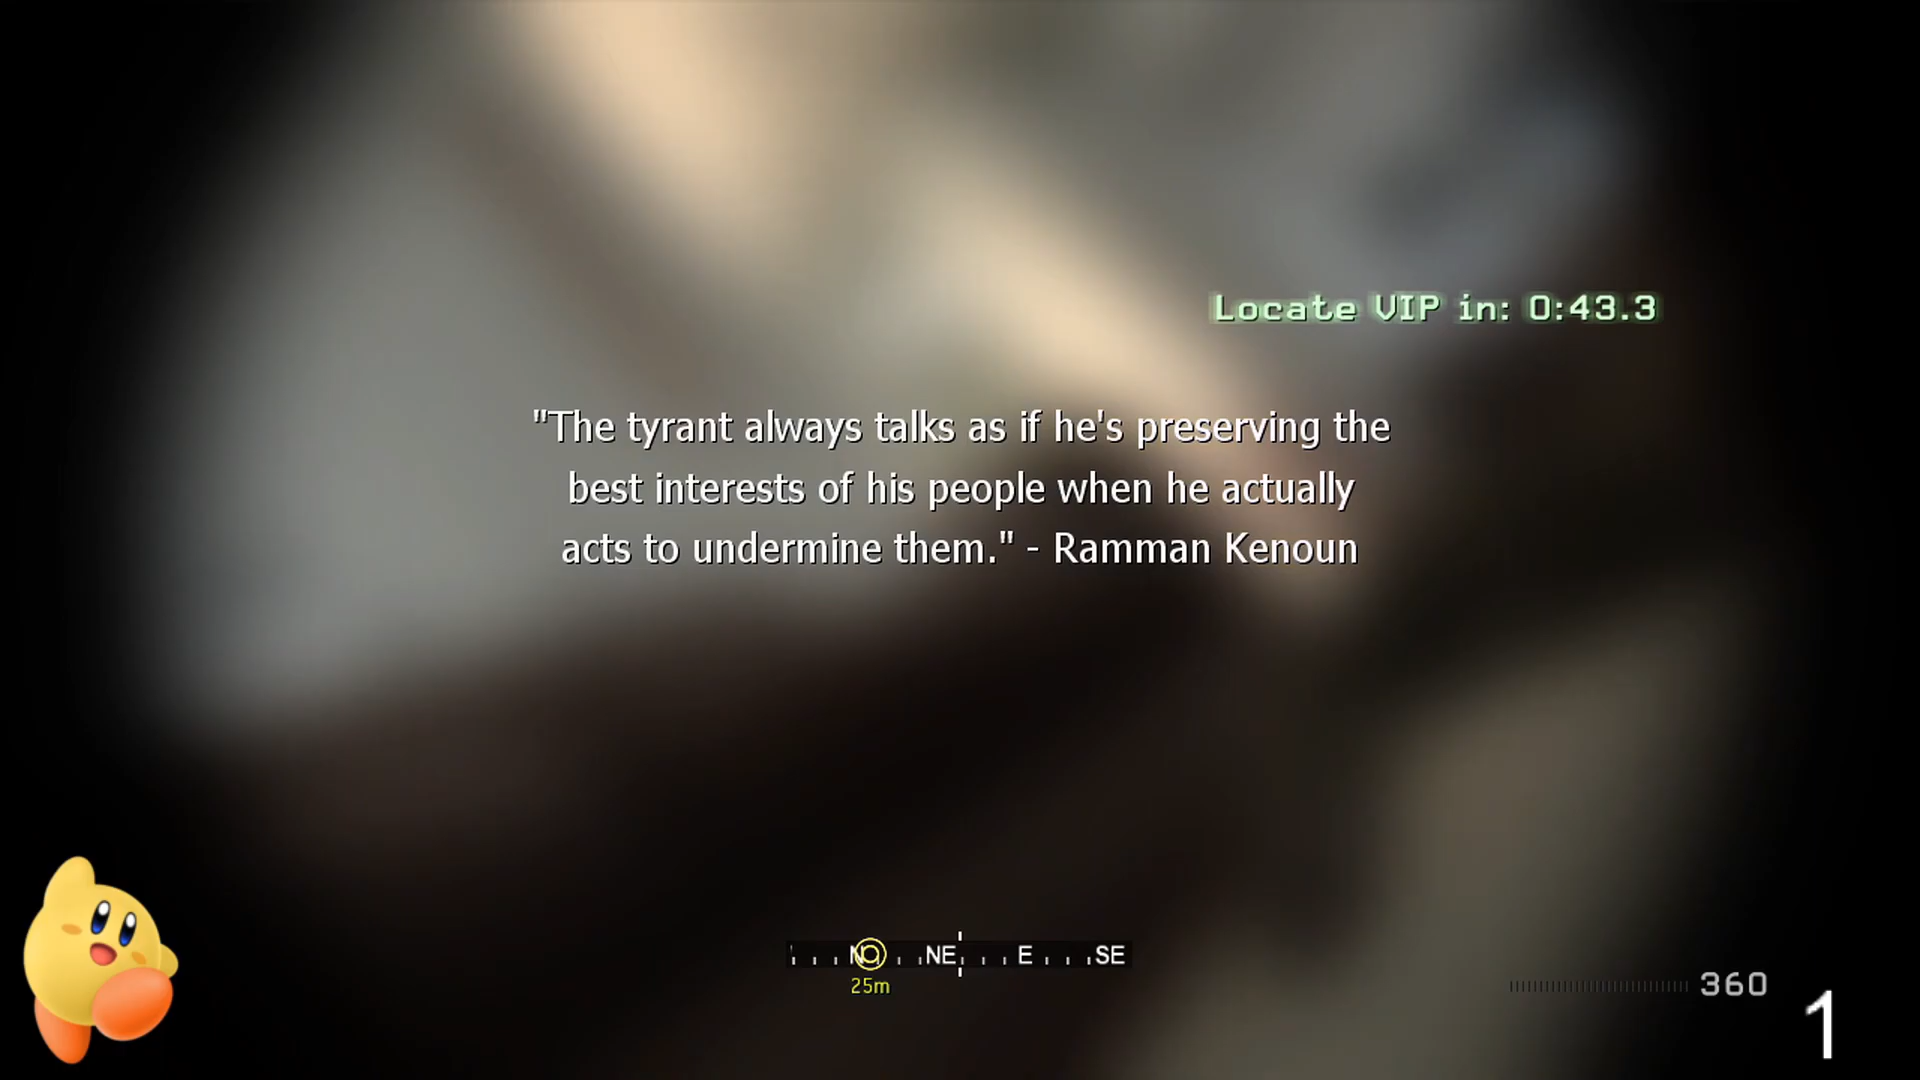 Locate VIP in: 0:43.3
"The tyrant always talks as if he's preserving the
best interests of his people when he actually
acts to undermine them." - Ramman Kenoun
N NE E SE
25m
360
1